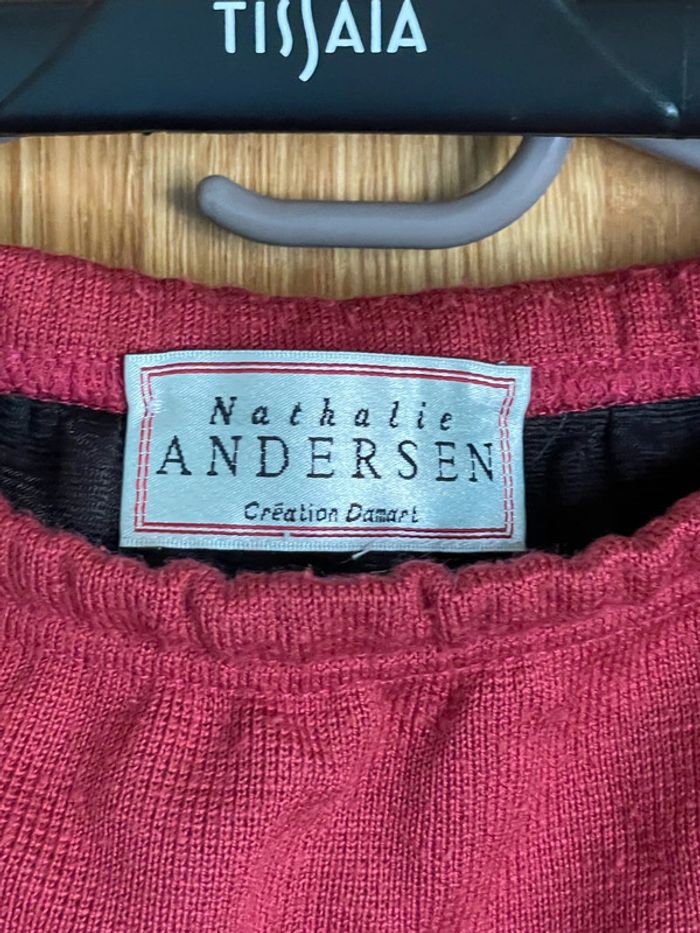 TISSAIA
Nathalie
ANDERSEN
Création Damart